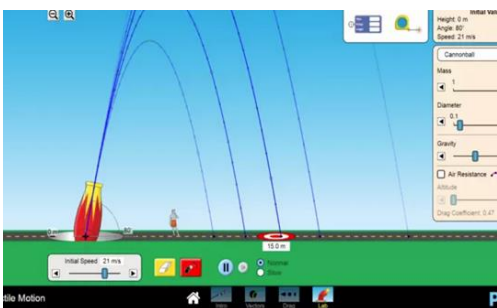 Initial Val
Height: 0 m
Angle: 80°
Speed: 21 m/s
Cannonball
Mass
1
Diameter
0.1
Gravity
Air Resistance
Altitude
Drag Coefficient: 0.47
0 m
80°
15.0 m
Initial Speed 21 m/s
Normal
Slow
tile Motion
Intro
Vectors
Drag
Lab
P